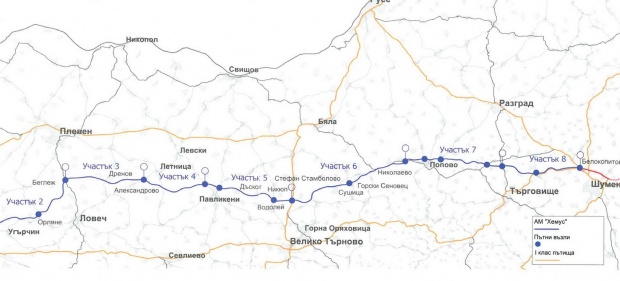 Русе
Никопол
Свищов
Бяла
Разград
Плевен
Левски
Участък 3
Дренов
Летница
Участък 4
Участък 5
Участък 6
Участък 7
Участък 8
Николаево
Попово
Белокопитово
Шумен
Беглеж
Александрово
Павликени
Дъскот
Никюп
Стефан Стамболово
Сушица
Горски Сеновец
Водолей
Търговище
Участък 2
Орляне
Угърчин
Ловеч
Севлиево
Горна Оряховица
Велико Търново
АМ "Хемус"
Пътни възли
I клас пътища